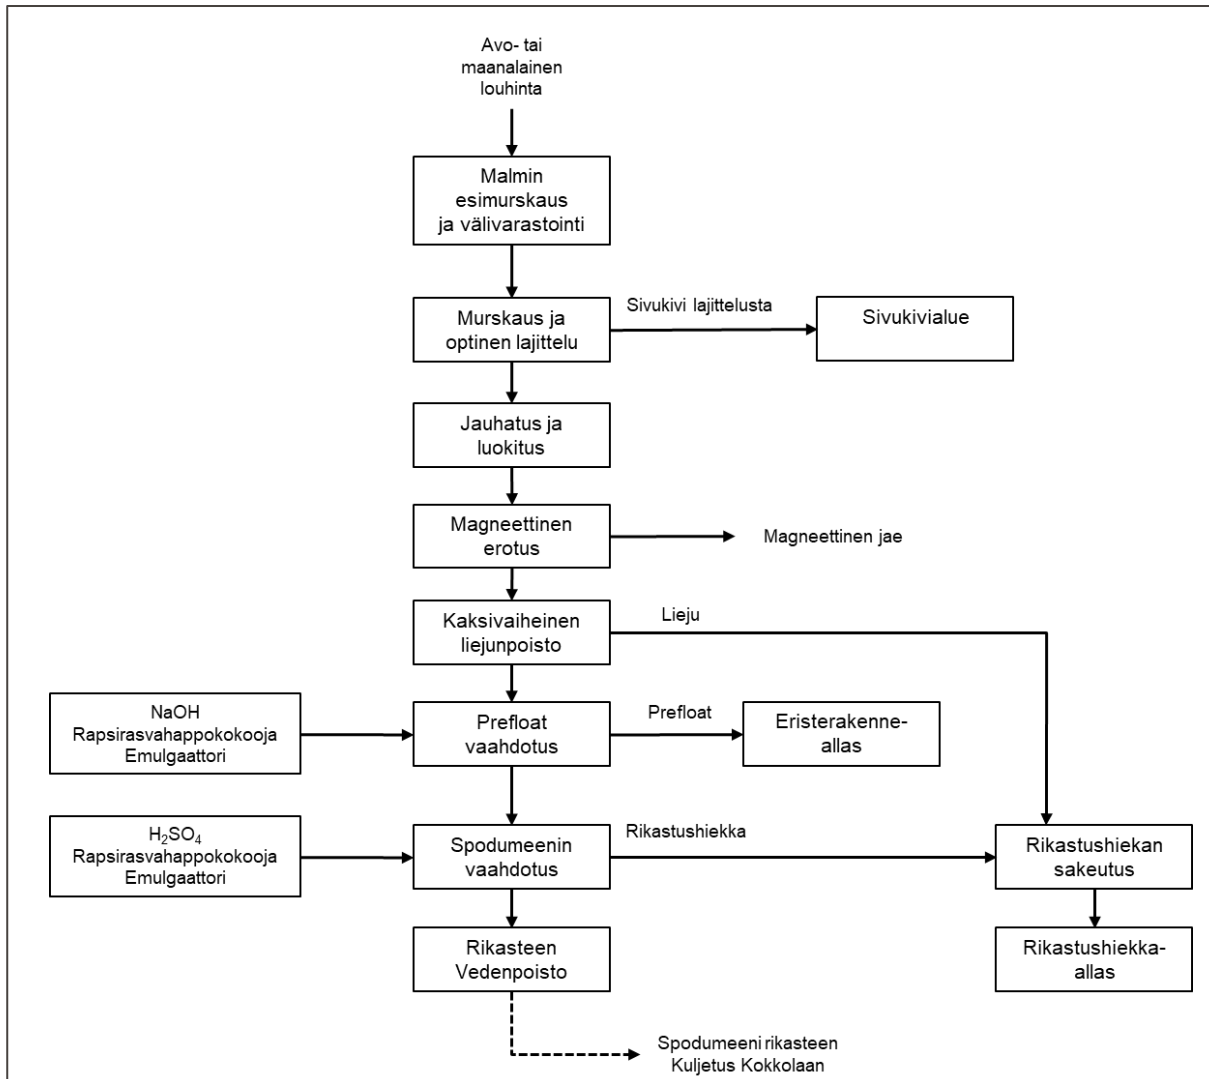 Avo- tai
maanalainen
louhinta
Malmin
esimurskaus
ja välivarastointi
Murskaus ja
optinen lajittelu
Sivukivi lajittelusta
Sivukivialue
Jauhatus ja
luokitus
Magneettinen
erotus
Magneettinen jae
Kaksivaiheinen
liejunpoisto
Lieju
NaOH
Rapsirasvahappokokooja
Emulgaattori
Prefloat
vaahdotus
Prefloat
Eristerakenne-
allas
H₂SO₄
Rapsirasvahappokokooja
Emulgaattori
Spodumeenin
vaahdotus
Rikastushiekka
Rikastushiekan
sakeutus
Rikasteen
Vedenpoisto
Rikastushiekka-
allas
Spodumeeni rikasteen
Kuljetus Kokkolaan